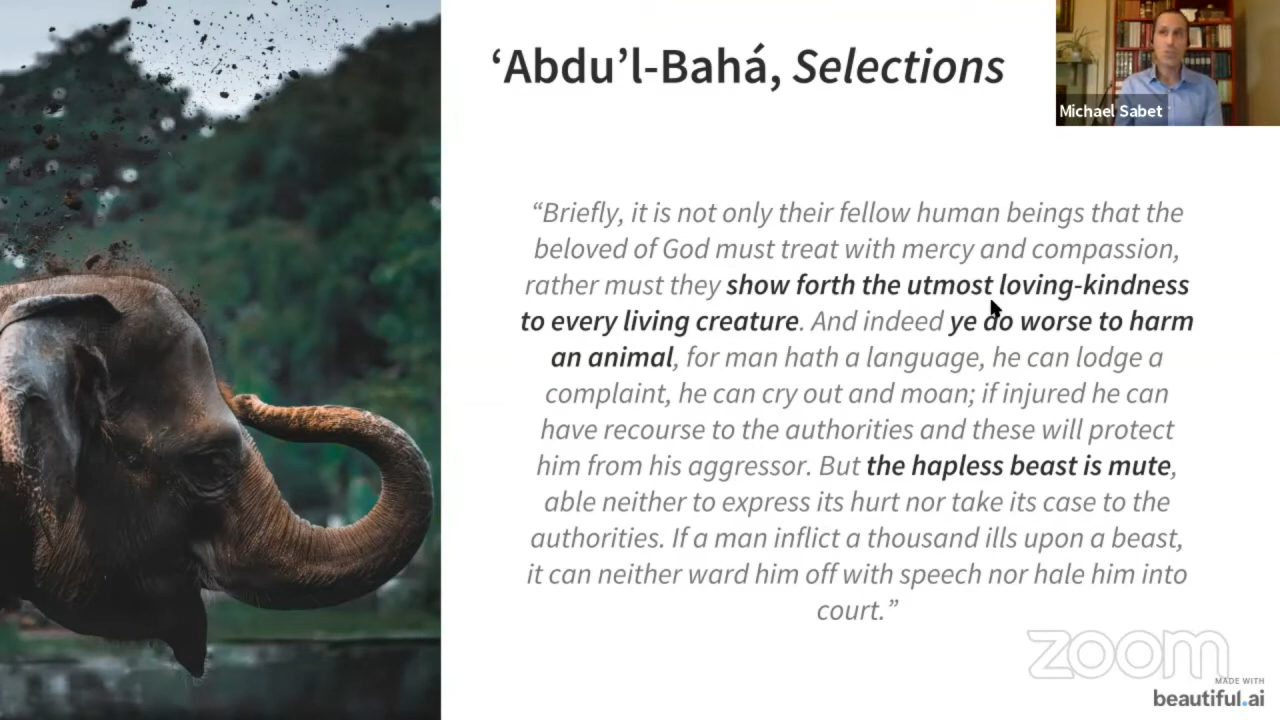 ‘Abdu’l-Bahá, Selections
Michael Sabet
“Briefly, it is not only their fellow human beings that the
beloved of God must treat with mercy and compassion,
rather must they show forth the utmost loving-kindness
to every living creature. And indeed ye do worse to harm
an animal, for man hath a language, he can lodge a
complaint, he can cry out and moan; if injured he can
have recourse to the authorities and these will protect
him from his aggressor. But the hapless beast is mute,
able neither to express its hurt nor take its case to the
authorities. If a man inflict a thousand ills upon a beast,
it can neither ward him off with speech nor hale him into
court.”
zoom
MADE WITH
beautiful.ai